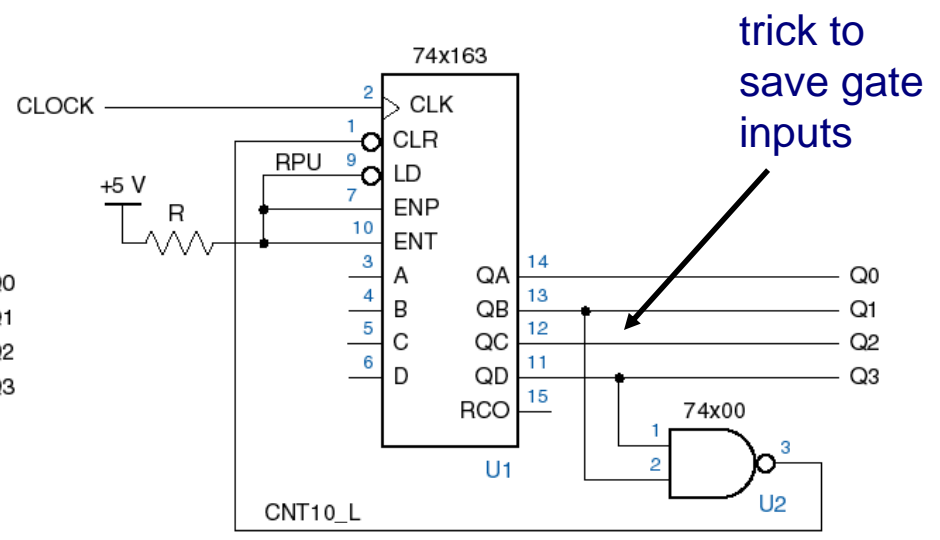 trick to
save gate
inputs
74x163
CLOCK 2 CLK
1 CLR
RPU 9 LD
+5 V 7 ENP
R 10 ENT
3 A QA 14 Q0
4 B QB 13 Q1
5 C QC 12 Q2
6 D QD 11 Q3
RCO 15
74x00
1
2
3
U1
U2
CNT10_L